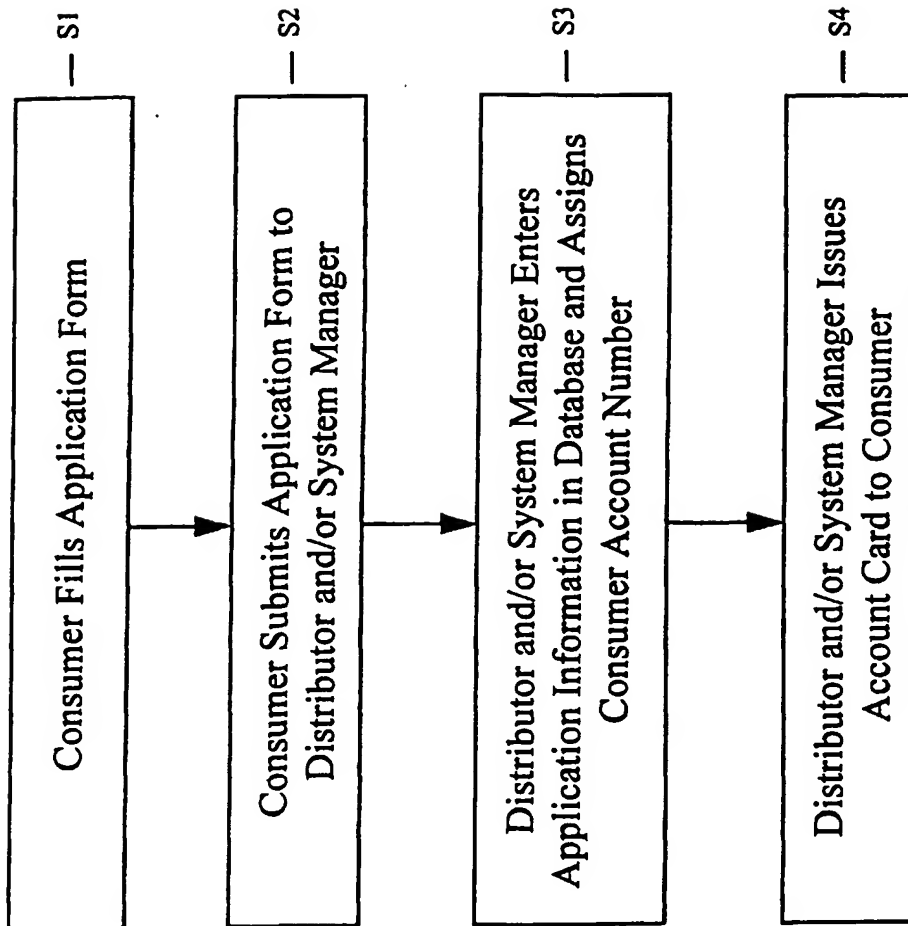 Consumer Fills Application Form
S1
Consumer Submits Application Form to
Distributor and/or System Manager
S2
Distributor and/or System Manager Enters
Application Information in Database and Assigns
Consumer Account Number
S3
Distributor and/or System Manager Issues
Account Card to Consumer
S4